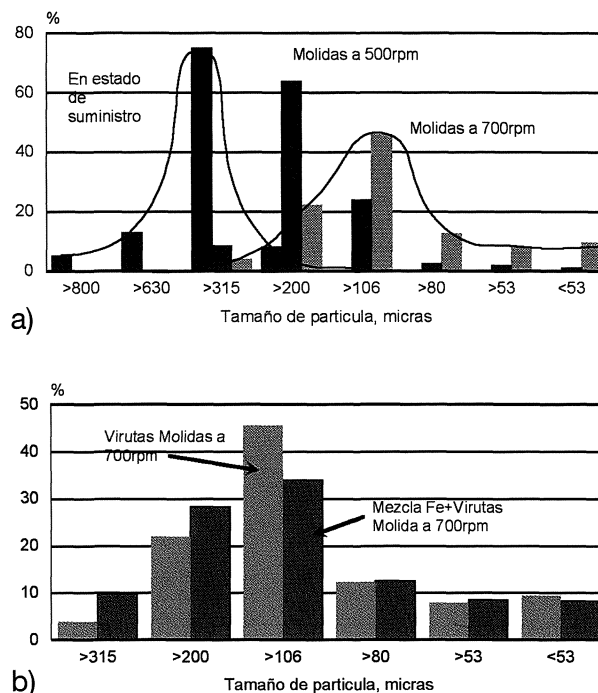 %
80
60
40
20
0
En estado
de
suministro
Molidas a 500rpm
Molidas a 700rpm
>800 >630 >315 >200 >106 >80 >53 <53
Tamaño de particula, micras
a)
%
50
40
30
20
10
0
Virutas Molidas a
700rpm
Mezcla Fe+Virutas
Molida a 700rpm
>315 >200 >106 >80 >53 <53
Tamaño de particula, micras
b)